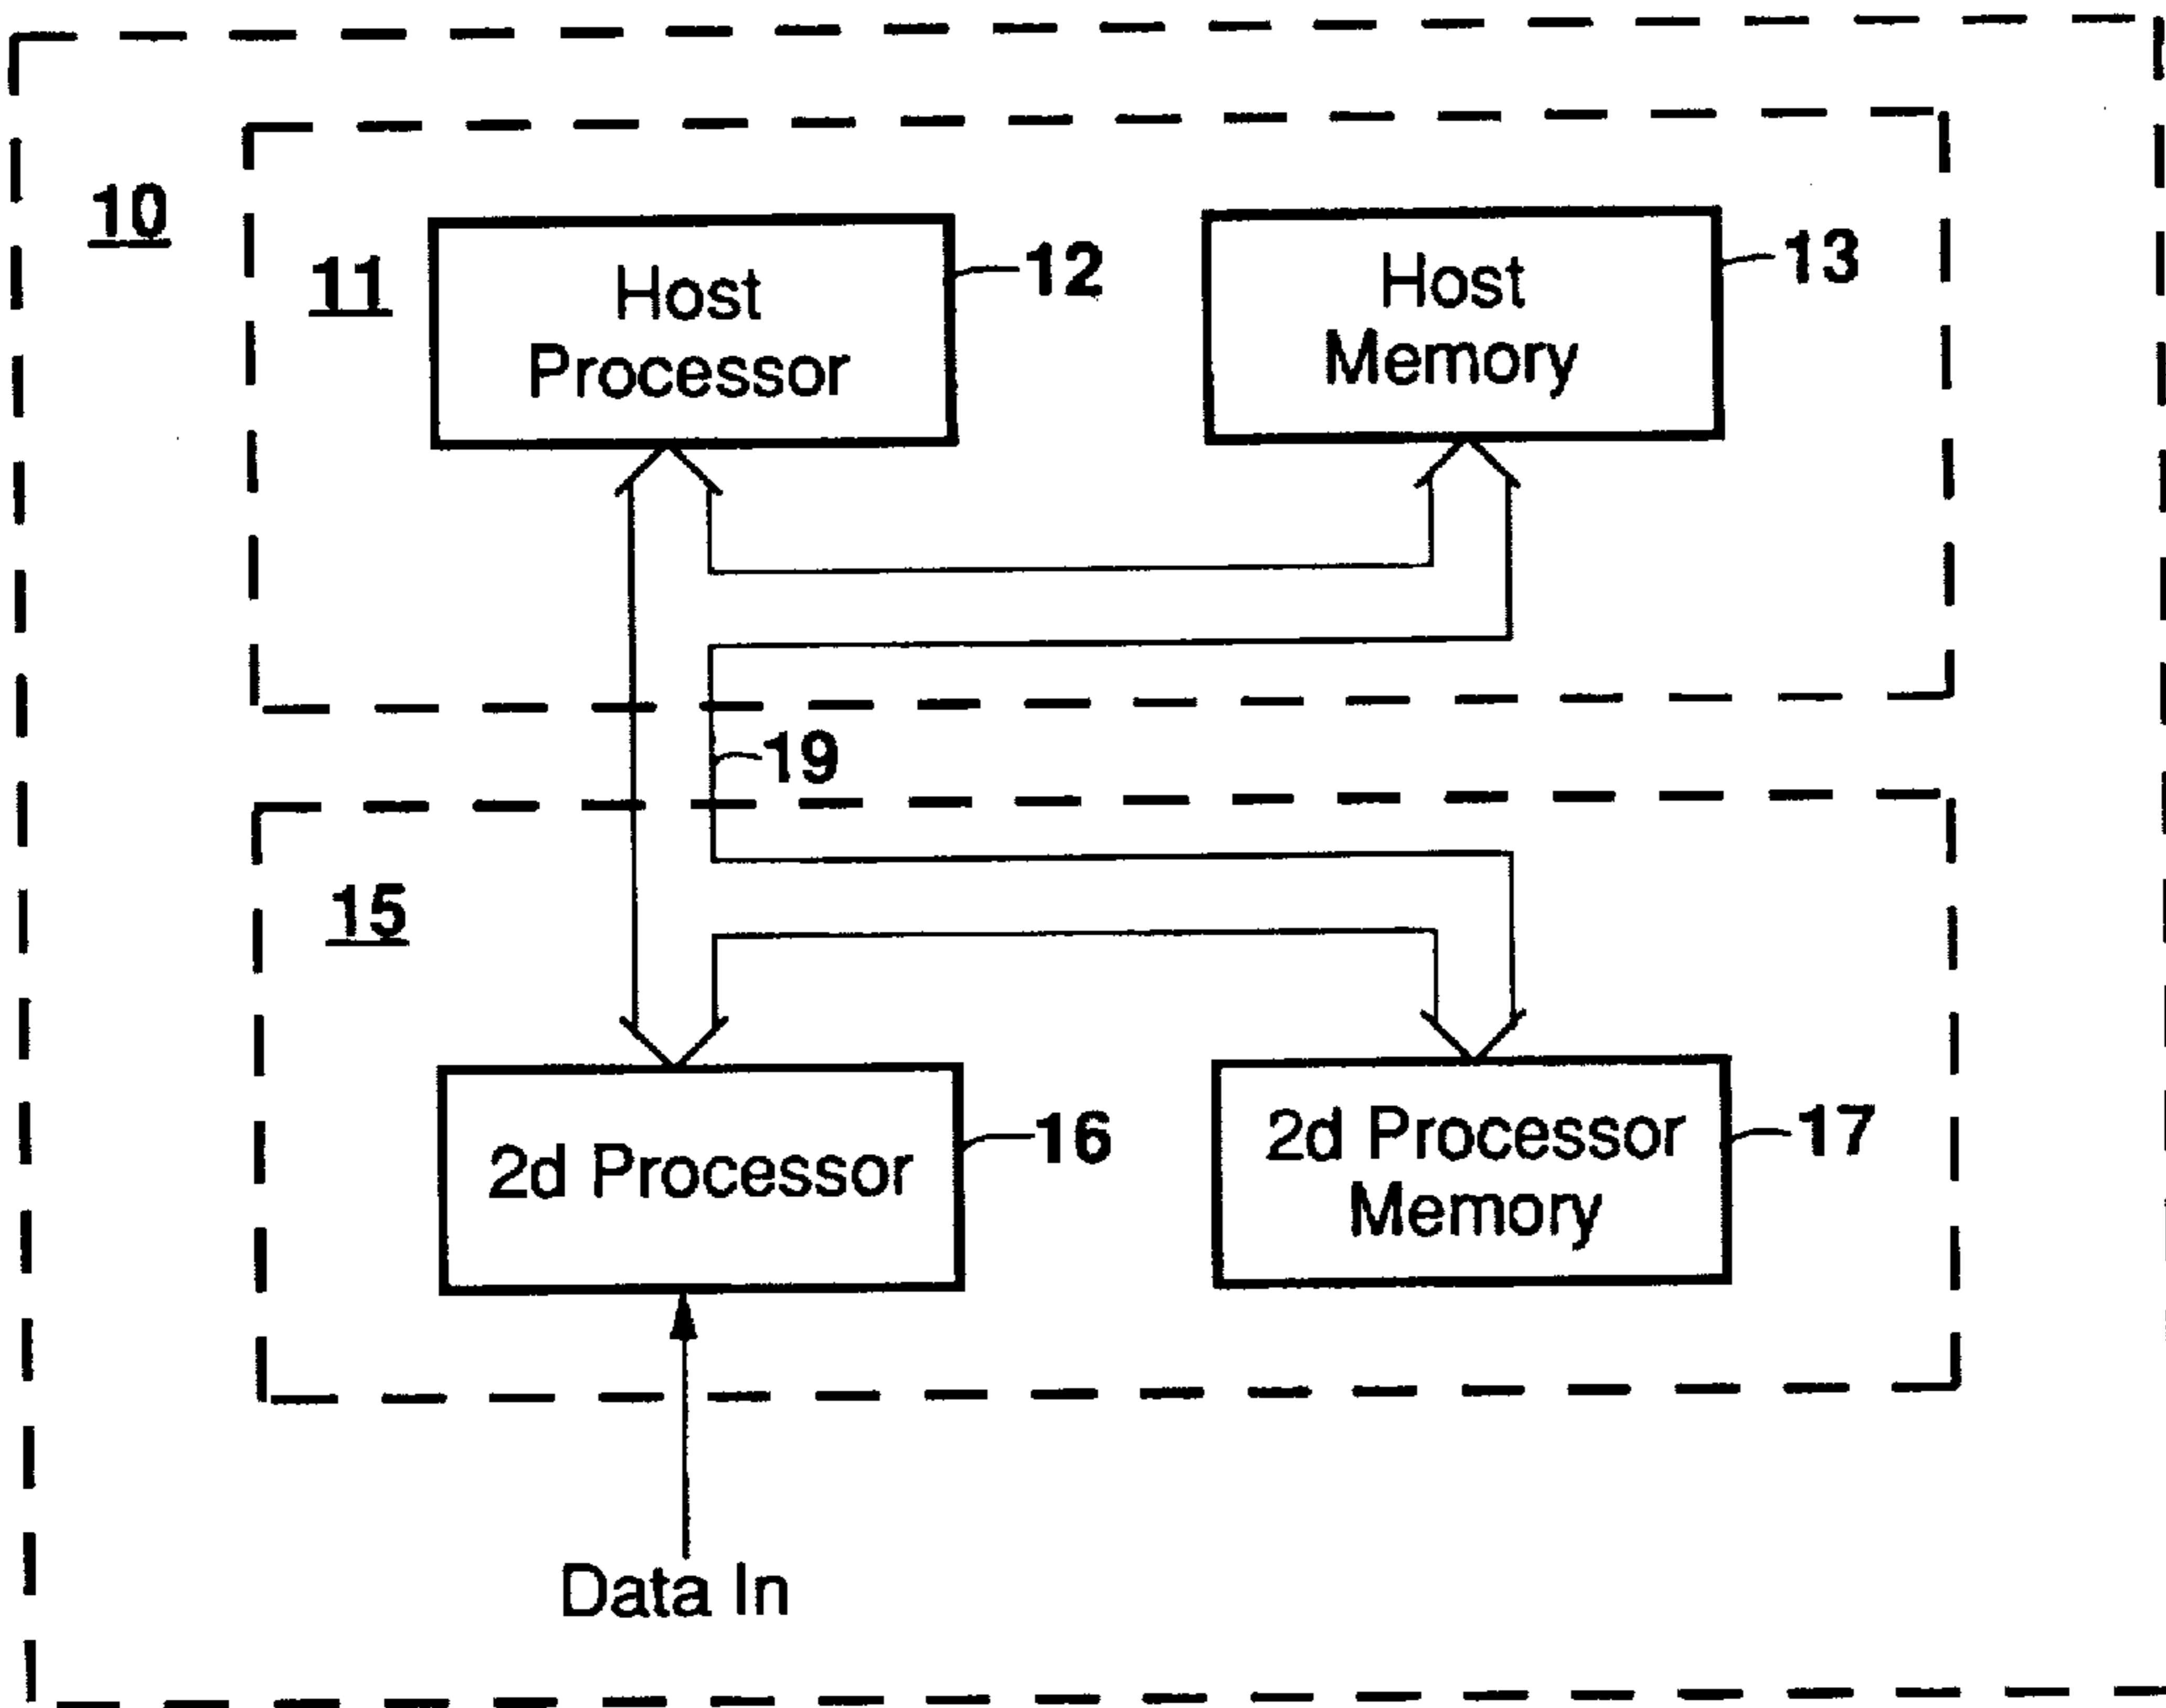 10
11
Host
Processor
12
Host
Memory
13
19
15
2d Processor
16
2d Processor
Memory
17
Data In